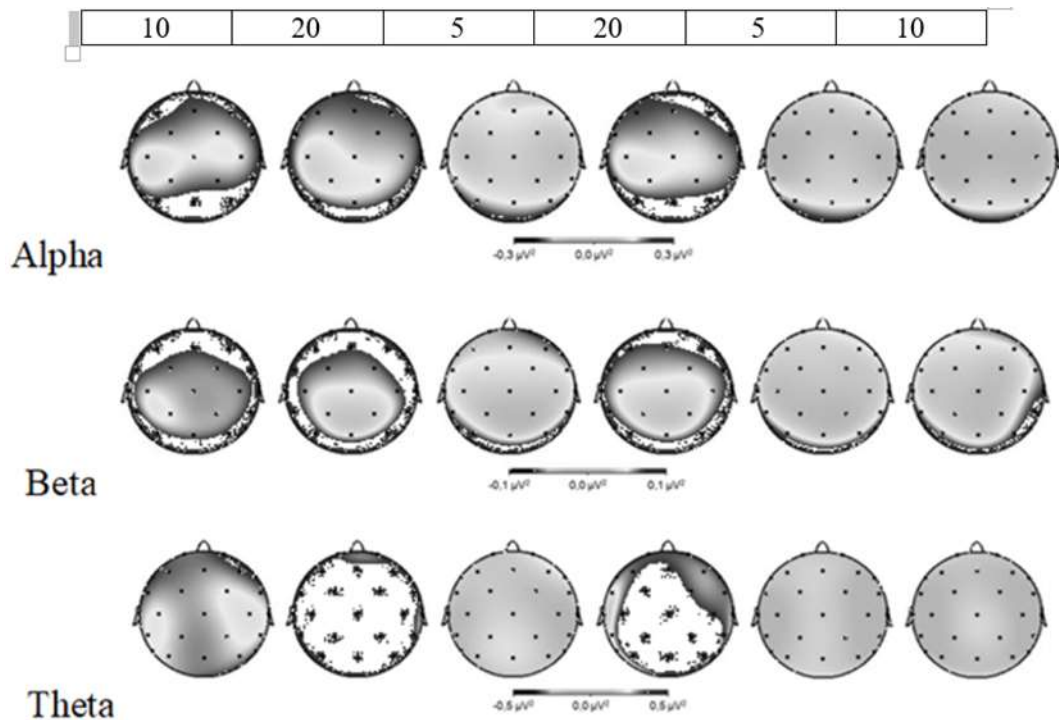 10 20 5 20 5 10
Alpha
-0,3 µV² 0,0 µV² 0,3 µV²
Beta
-0,1 µV² 0,0 µV² 0,1 µV²
Theta
-0,5 µV² 0,0 µV² 0,5 µV²